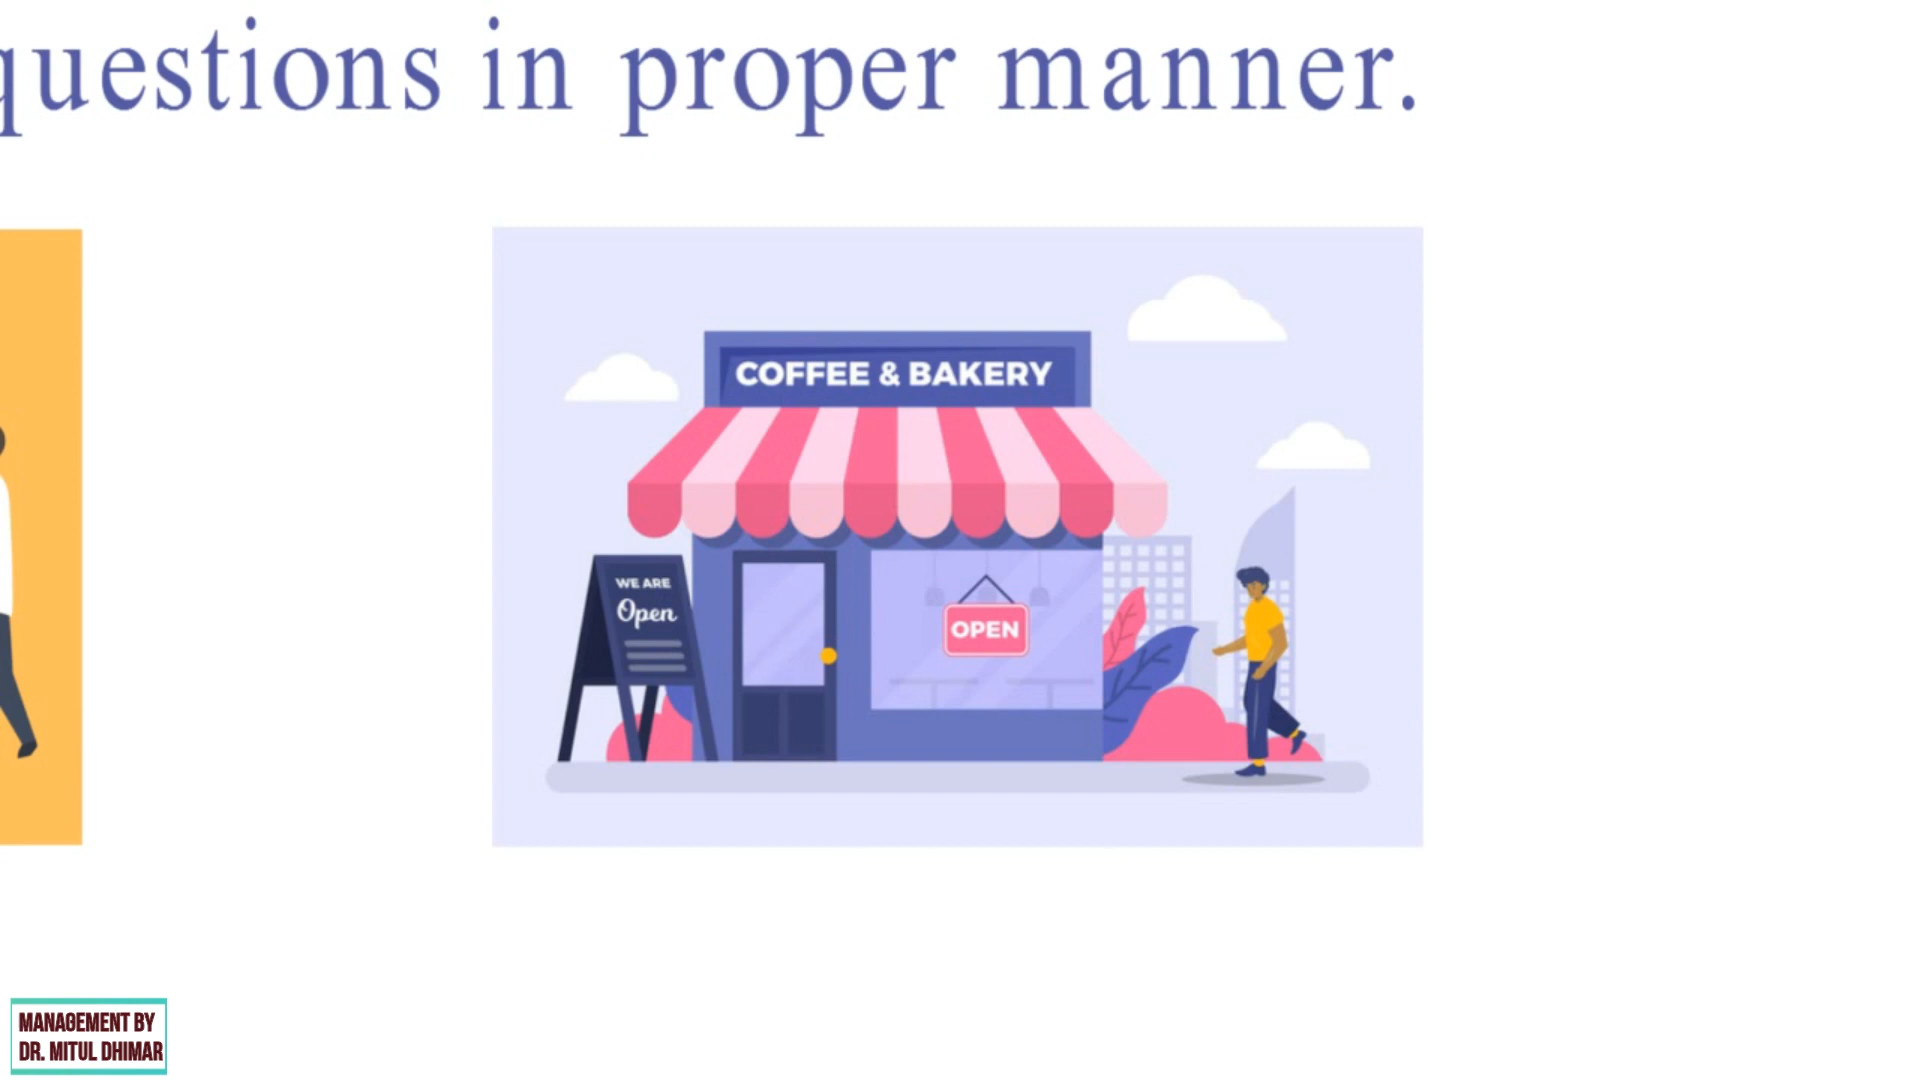 questions in proper manner.
COFFEE & BAKERY
WE ARE
Open
OPEN
MANAGEMENT BY
DR. MITUL DHIMAR